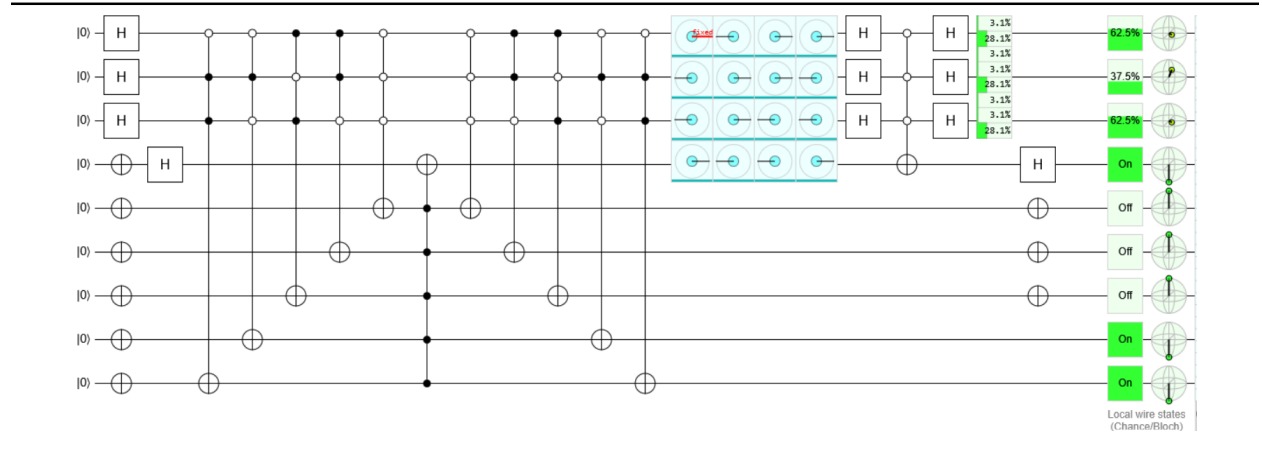 |0⟩ H fixed H H 3.1% 62.5%
28.1%
3.1%
|0⟩ H H H 3.1% 37.5%
28.1%
3.1%
|0⟩ H H H 3.1% 62.5%
28.1%
|0⟩ H H On
|0⟩ Off
|0⟩ Off
|0⟩ Off
|0⟩ On
|0⟩ On
Local wire states
(Chance/Bloch)